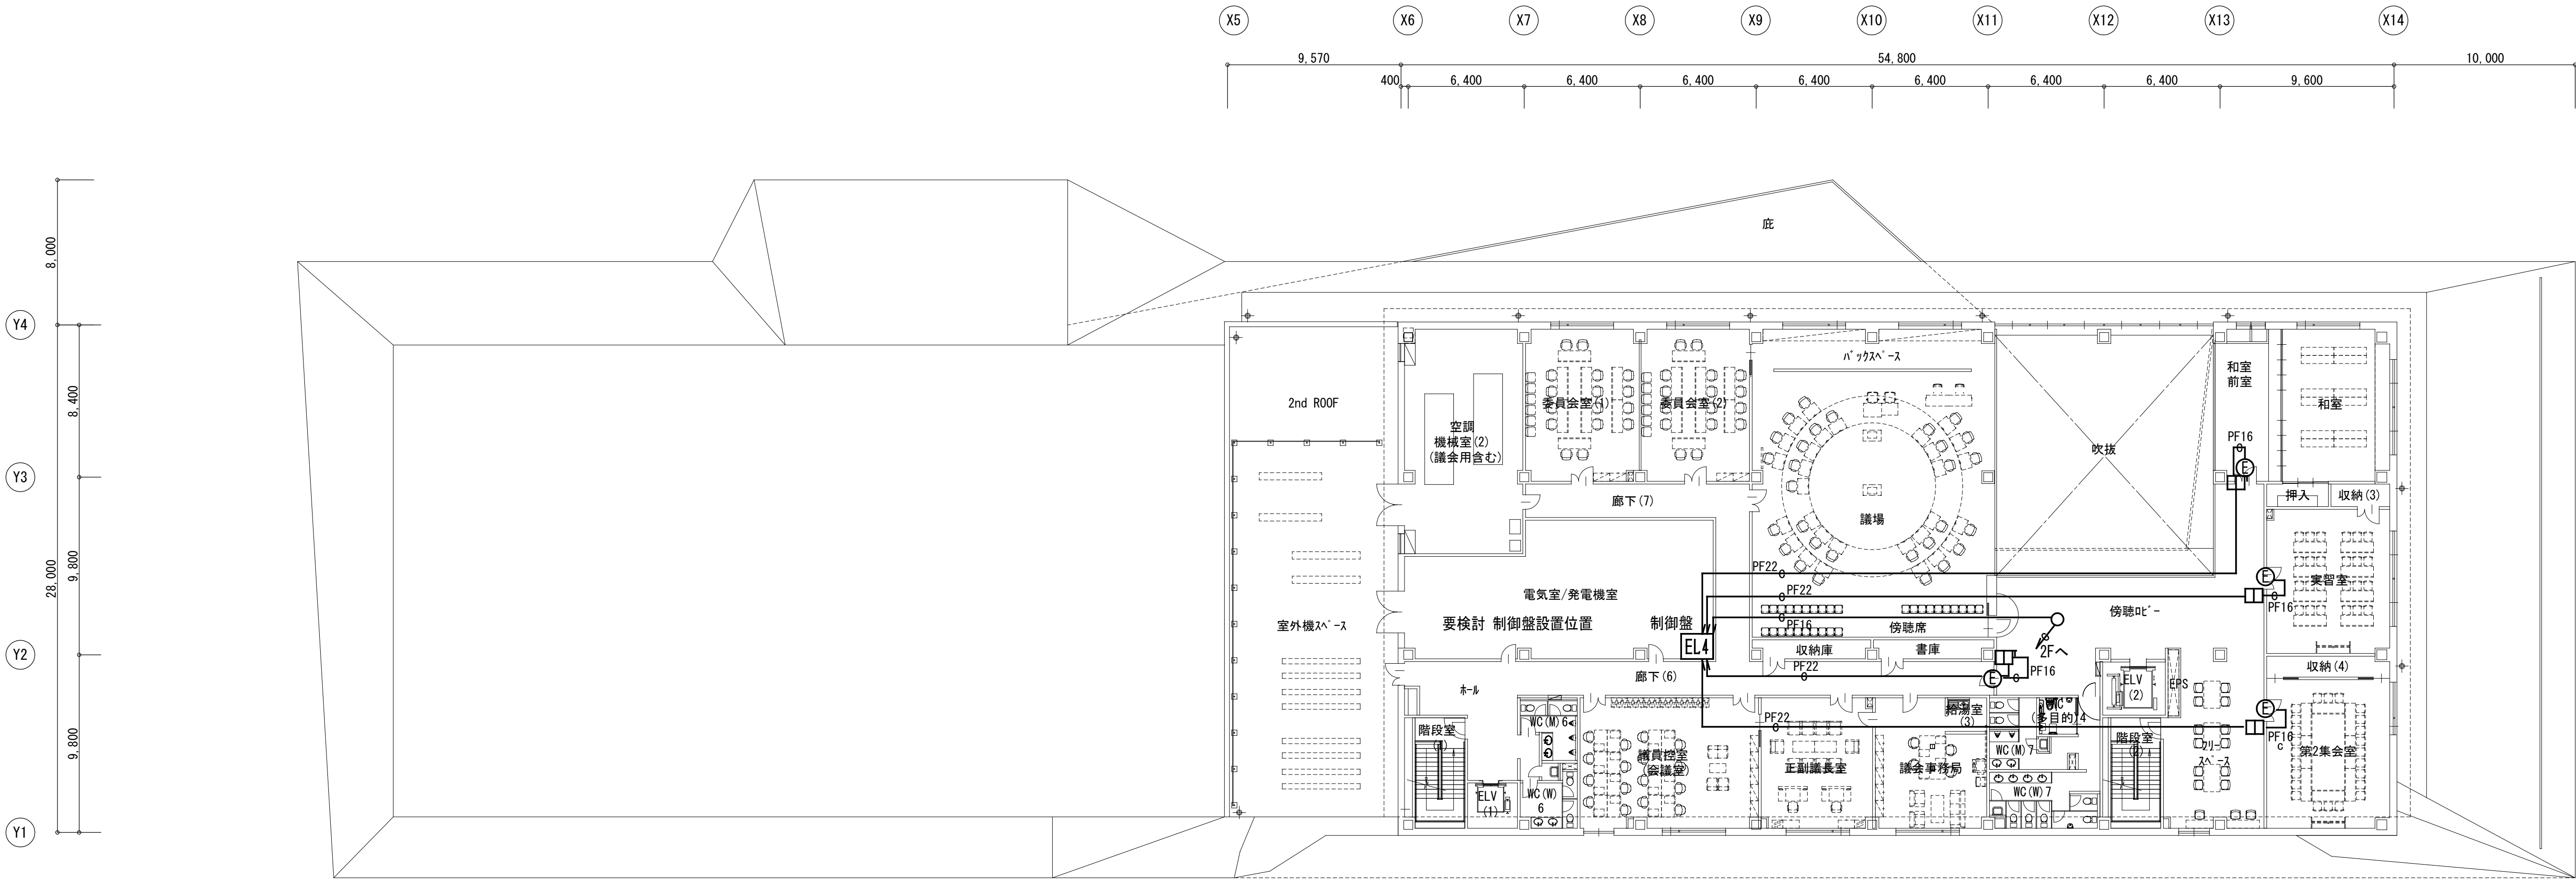 X5
X6
X7
X8
X9
X10
X11
X12
X13
X14
9,570
54,800
10,000
400
6,400
6,400
6,400
6,400
6,400
6,400
6,400
9,600
8,000
28,000
8,400
9,800
9,800
Y4
Y3
Y2
Y1
庇
2nd ROOF
空調
機械室(2)
(議会用含む)
委員会室(1)
委員会室(2)
バックスペース
議場
吹抜
和室
前室
和室
PF16
E
押入
収納(3)
廊下(7)
電気室/発電機室
要検討 制御盤設置位置
制御盤
EL4
室外機スペース
PF22
PF22
PF16
傍聴席
収納庫
書庫
PF22
傍聴ロビー
2Fへ
E
PF16
実習室
E
PF16
収納(4)
ホール
廊下(6)
ELV
(2)
EPS
E
PF16
C
第2集会室
PF22
階段室
ELV
(1)
WC(M)6
WC(W)
6
議員控室
(会議室)
正副議長室
議会事務局
給湯室
(3)
WC
(多目的)4
WC(M)7
WC(W)7
階段室
フリー
スペース